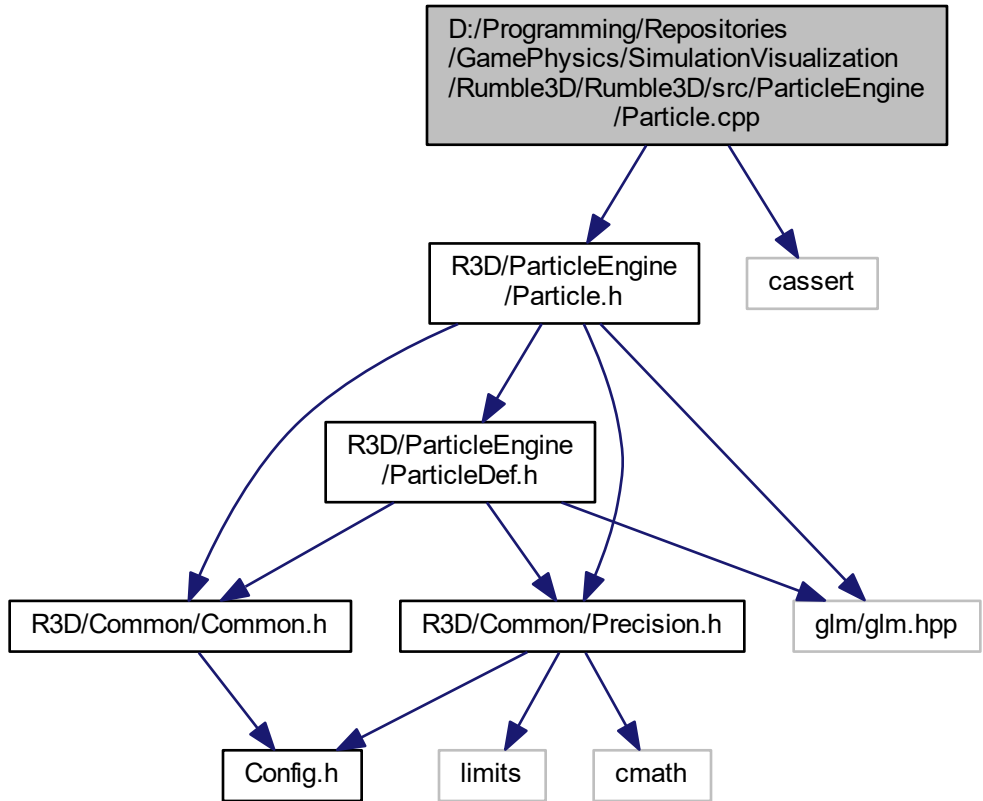 D:/Programming/Repositories
/GamePhysics/SimulationVisualization
/Rumble3D/Rumble3D/src/ParticleEngine
/Particle.cpp
R3D/ParticleEngine
/Particle.h
cassert
R3D/ParticleEngine
/ParticleDef.h
R3D/Common/Common.h
R3D/Common/Precision.h
glm/glm.hpp
Config.h
limits
cmath